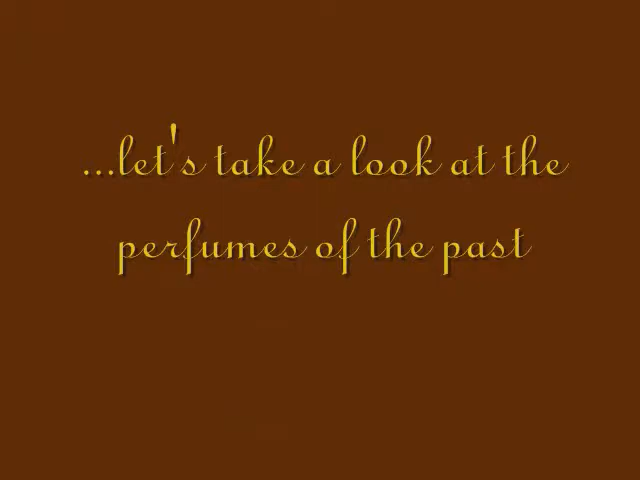 ...let's take a look at the
perfumes of the past